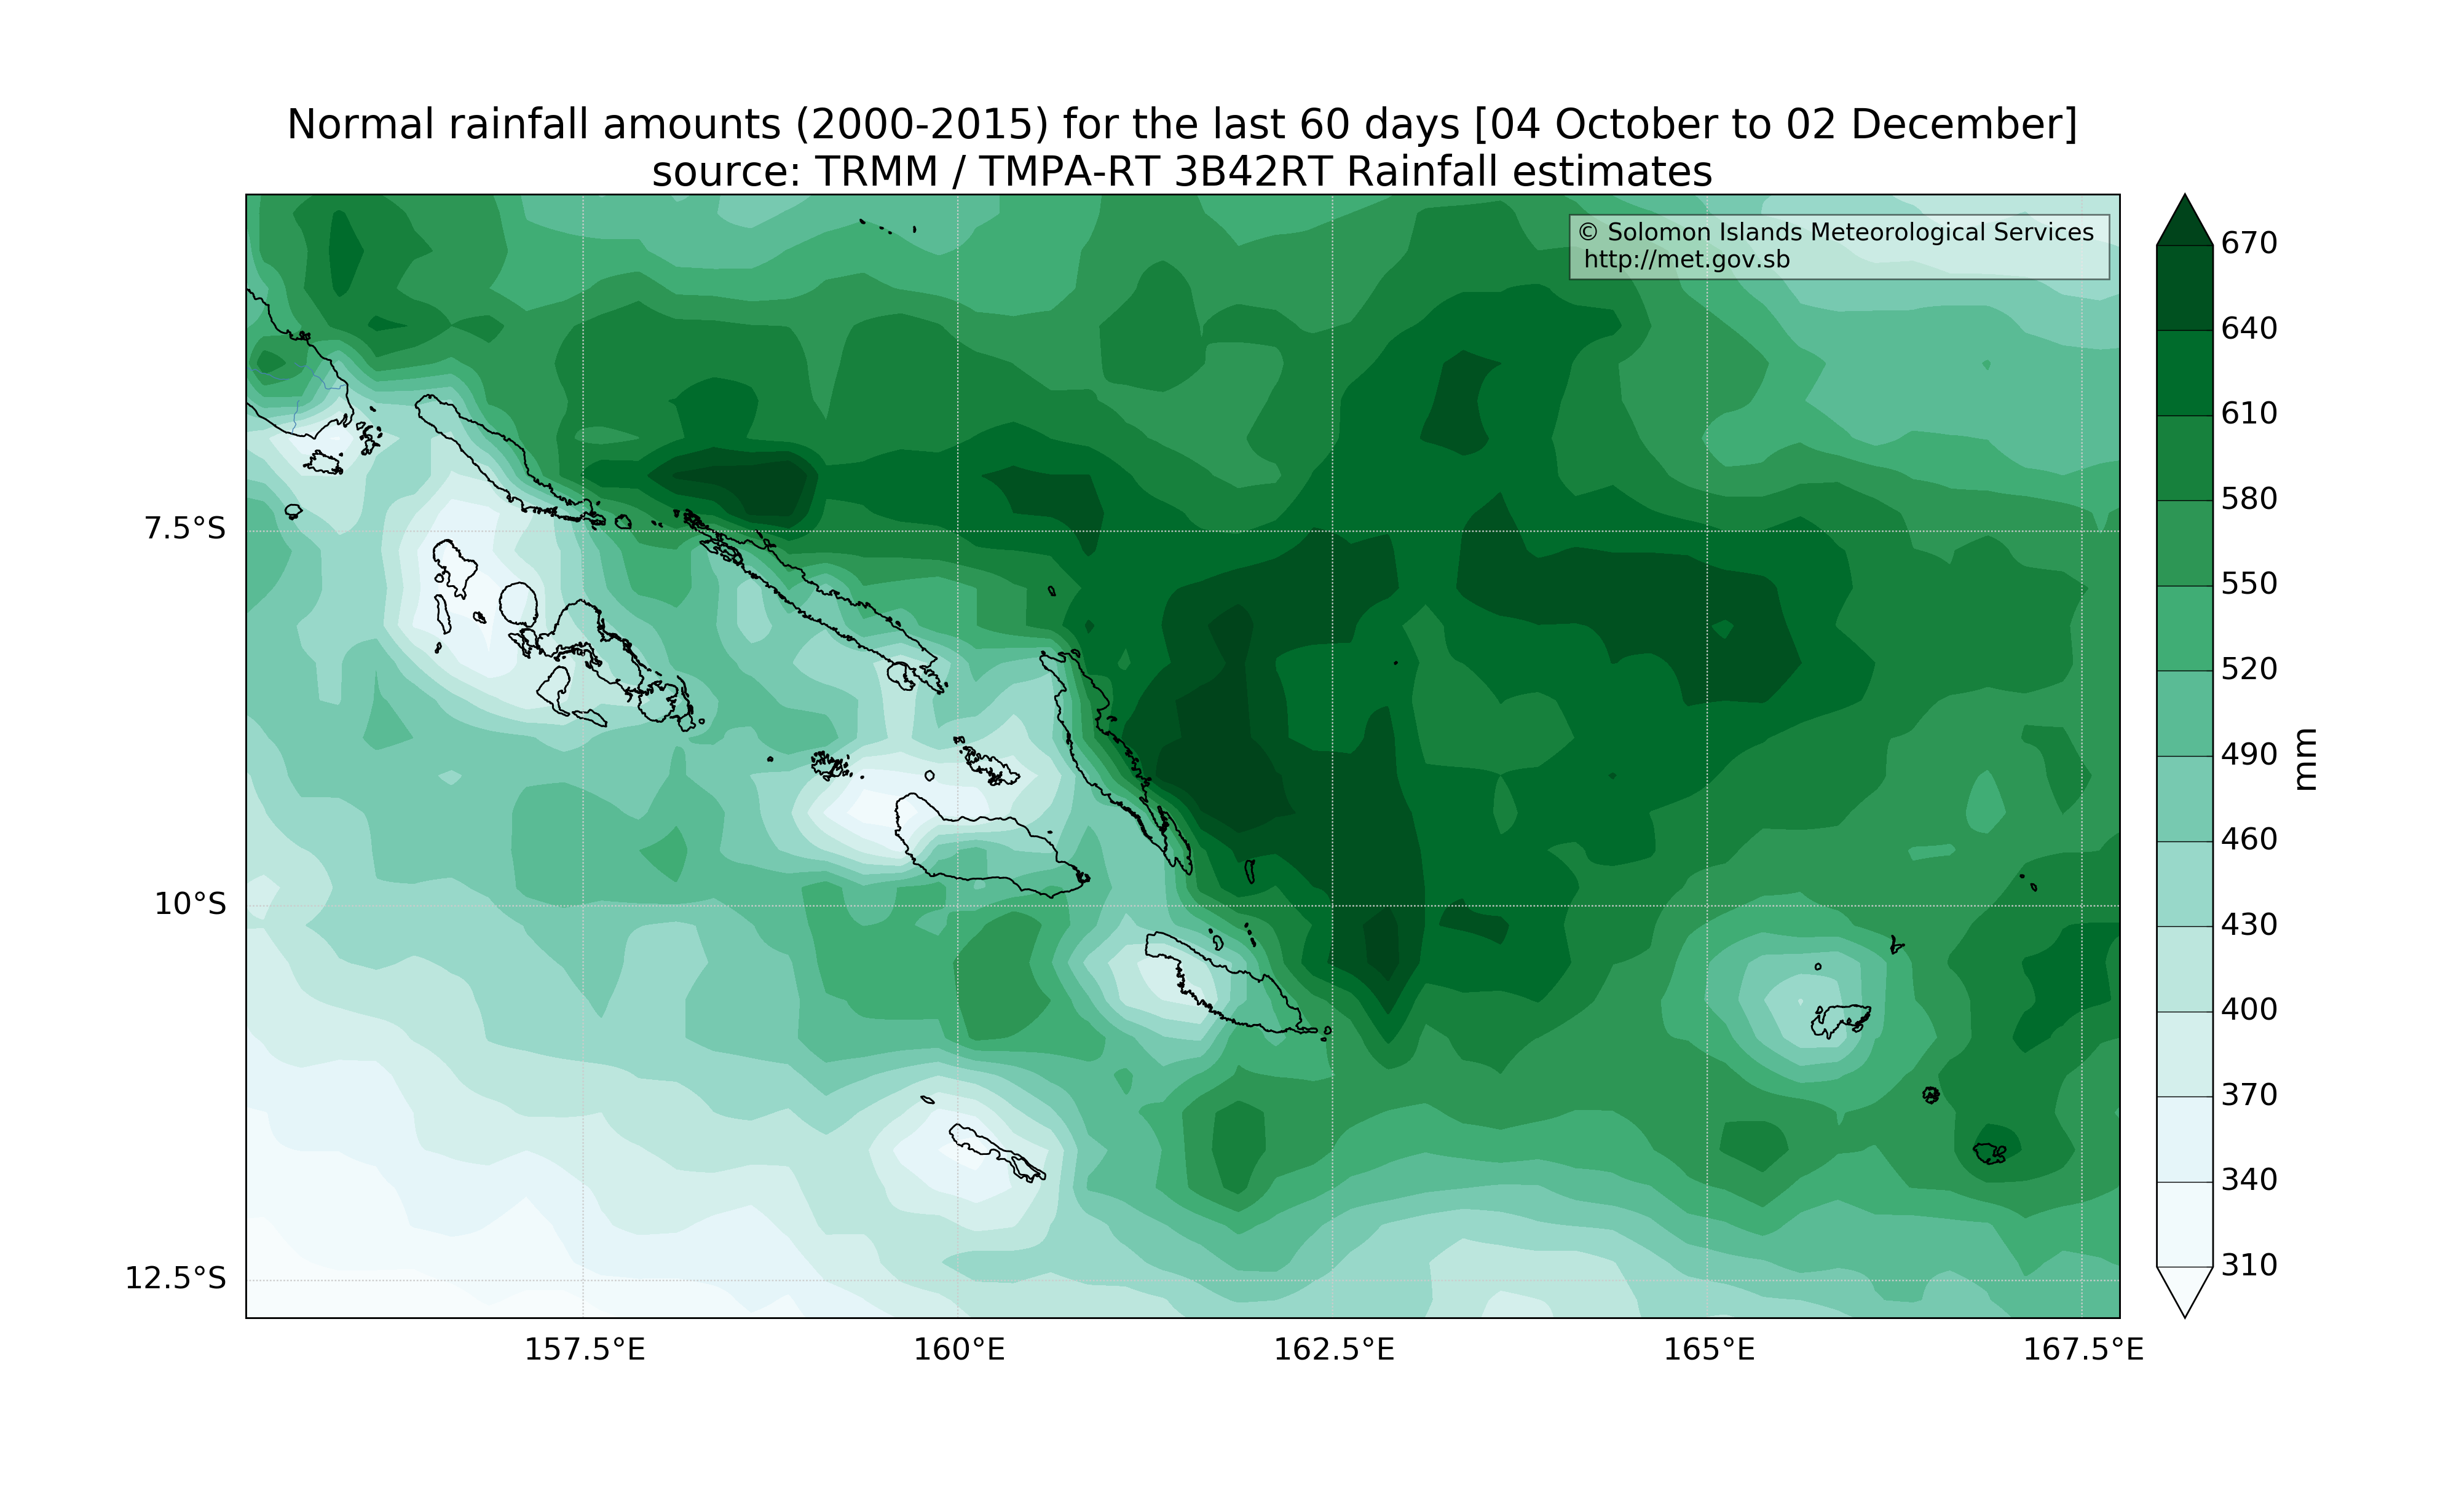 Normal rainfall amounts (2000-2015) for the last 60 days [04 October to 02 December]
source: TRMM / TMPA-RT 3B42RT Rainfall estimates
© Solomon Islands Meteorological Services
http://met.gov.sb
670
640
610
580
550
520
490
460
430
400
370
340
310
mm
7.5°S
10°S
12.5°S
157.5°E
160°E
162.5°E
165°E
167.5°E